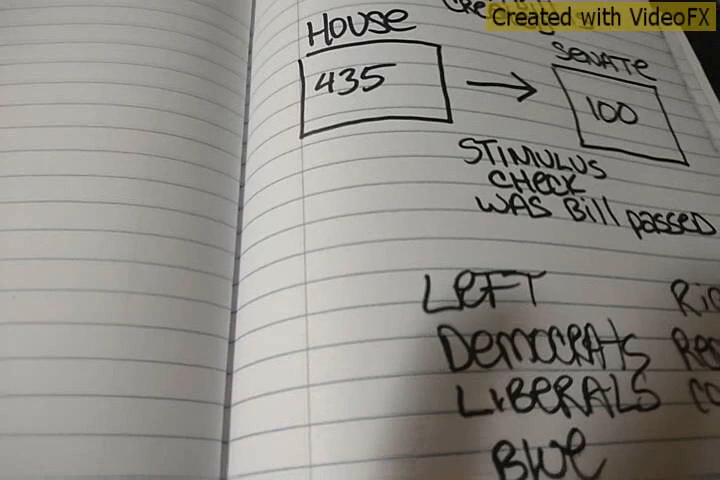 Created with VideoFX
HOUSE
SENATE
435
100
STIMULUS
CHECK
WAS Bill passed
LEFT
DEMOCRATS
LIBERALS
Blue